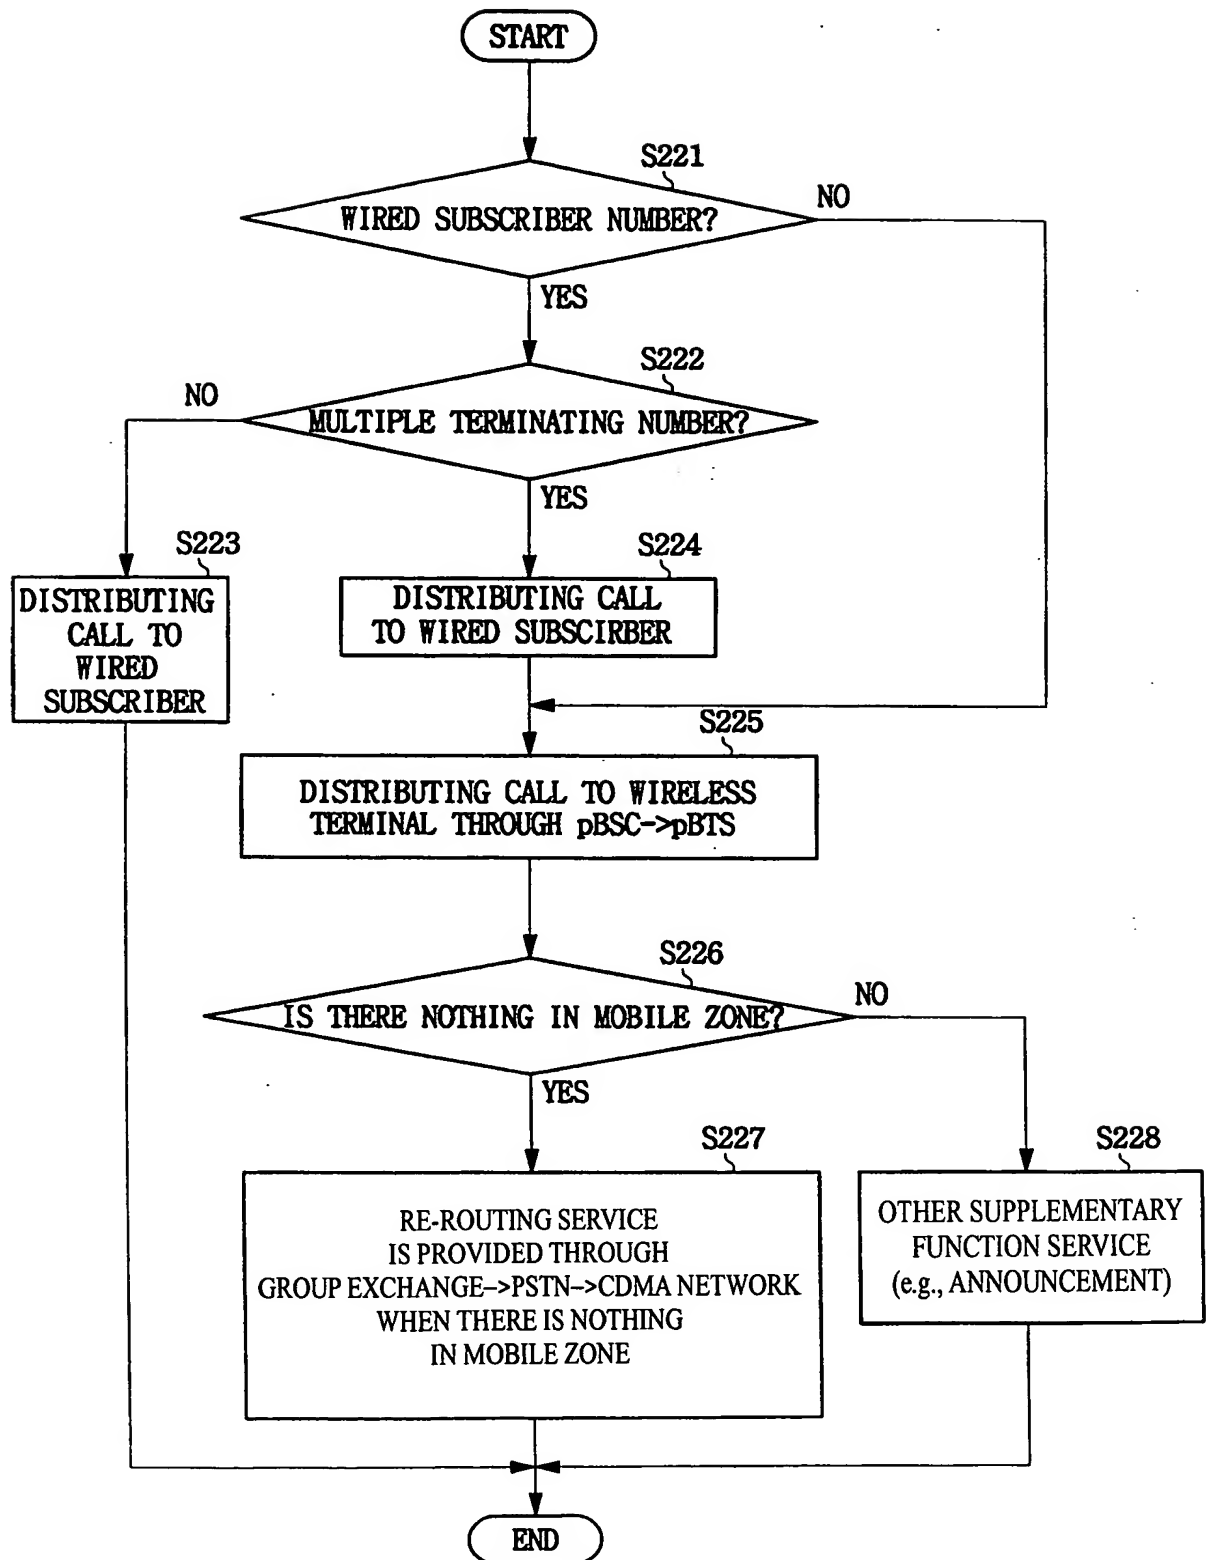 START
S221
WIRED SUBSCRIBER NUMBER?
NO
YES
S222
NO
MULTIPLE TERMINATING NUMBER?
YES
S223
DISTRIBUTING
CALL TO
WIRED
SUBSCRIBER
S224
DISTRIBUTING CALL
TO WIRED SUBSCIRBER
S225
DISTRIBUTING CALL TO WIRELESS
TERMINAL THROUGH pBSC->pBTS
S226
IS THERE NOTHING IN MOBILE ZONE?
NO
YES
S227
RE-ROUTING SERVICE
IS PROVIDED THROUGH
GROUP EXCHANGE->PSTN->CDMA NETWORK
WHEN THERE IS NOTHING
IN MOBILE ZONE
S228
OTHER SUPPLEMENTARY
FUNCTION SERVICE
(e.g., ANNOUNCEMENT)
END